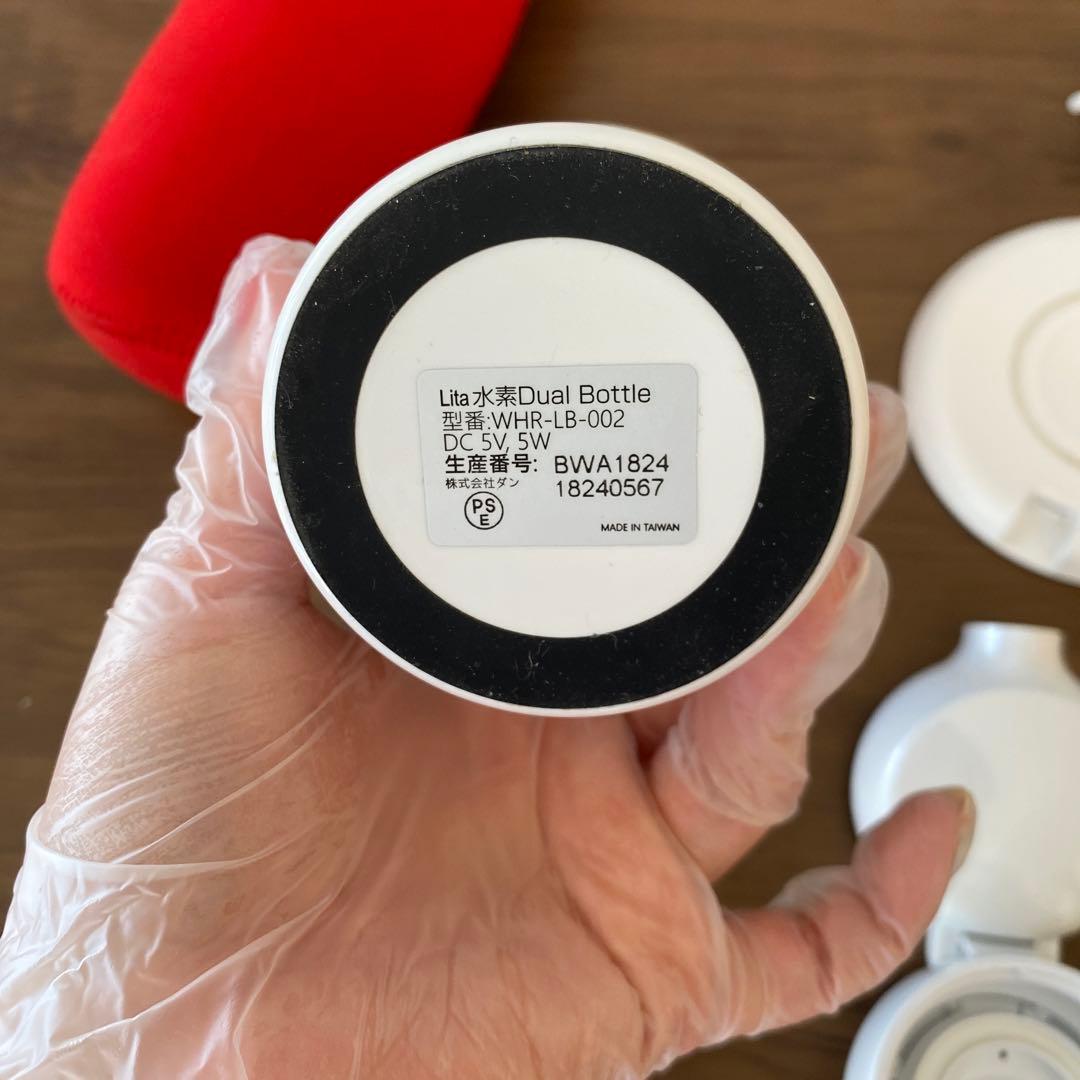 Lita水素Dual Bottle
型番:WHR-LB-002
DC 5V, 5W
生産番号: BWA1824
株式会社ダン 18240567
PSE
MADE IN TAIWAN